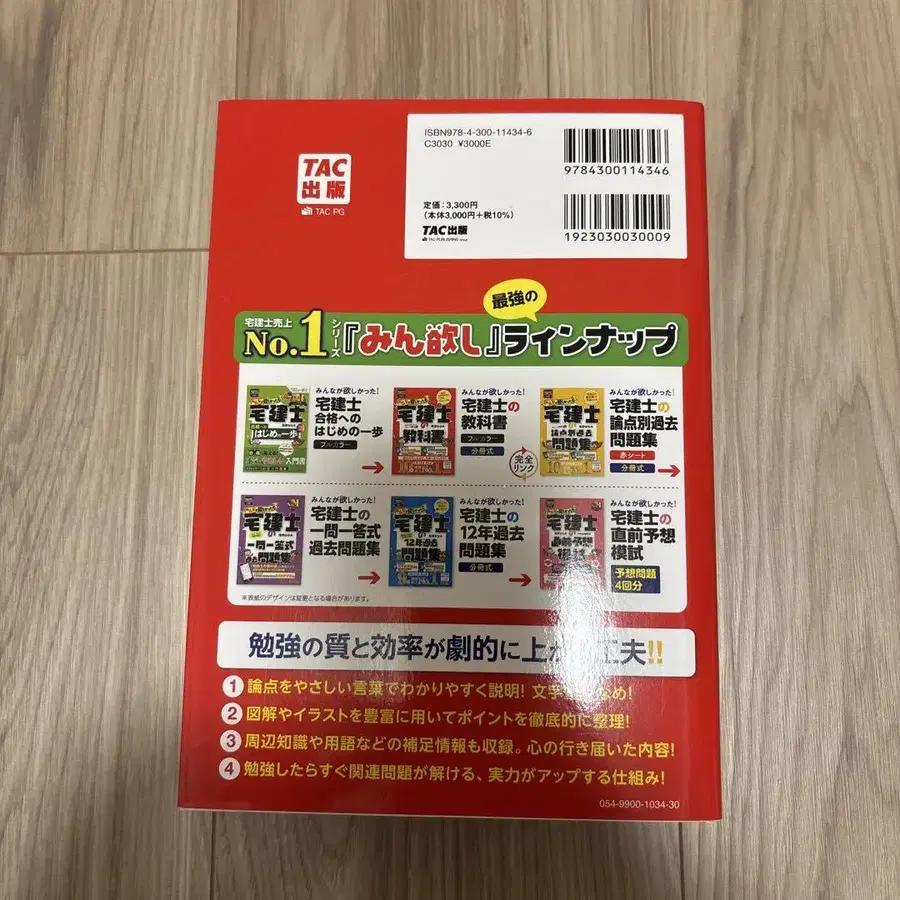 TAC
出版
TAC PG
ISBN978-4-300-11434-6
C3030 ¥3000E
定価:3,300円
(本体3,000円+税10%)
TAC出版
TAC PUBLISHING Group
9784300114346
1923030030009
最強の
宅建士売上
No.1
シリーズ
『みん欲し』ラインナップ
みんなが欲しかった!
宅建士
合格への
はじめの一歩
フルカラー
みんなが欲しかった!
宅建士の
教科書
フルカラー
分冊式
完全
リンク
みんなが欲しかった!
宅建士の
論点別過去
問題集
赤シート
分冊式
みんなが欲しかった!
宅建士の
一問一答式
過去問題集
みんなが欲しかった!
宅建士の
12年過去
問題集
分冊式
みんなが欲しかった!
宅建士の
直前予想
模試
予想問題
4回分
※表紙のデザインは変更となる場合があります。
勉強の質と効率が劇的に上が 夫!!
1 論点をやさしい言葉でわかりやすく説明! 文字 なめ!
2 図解やイラストを豊富に用いてポイントを徹底的に整理!
3 周辺知識や用語などの補足情報も収録。心の行き届いた内容!
4 勉強したらすぐ関連問題が解ける、実力がアップする仕組み!
054-9900-1034-30